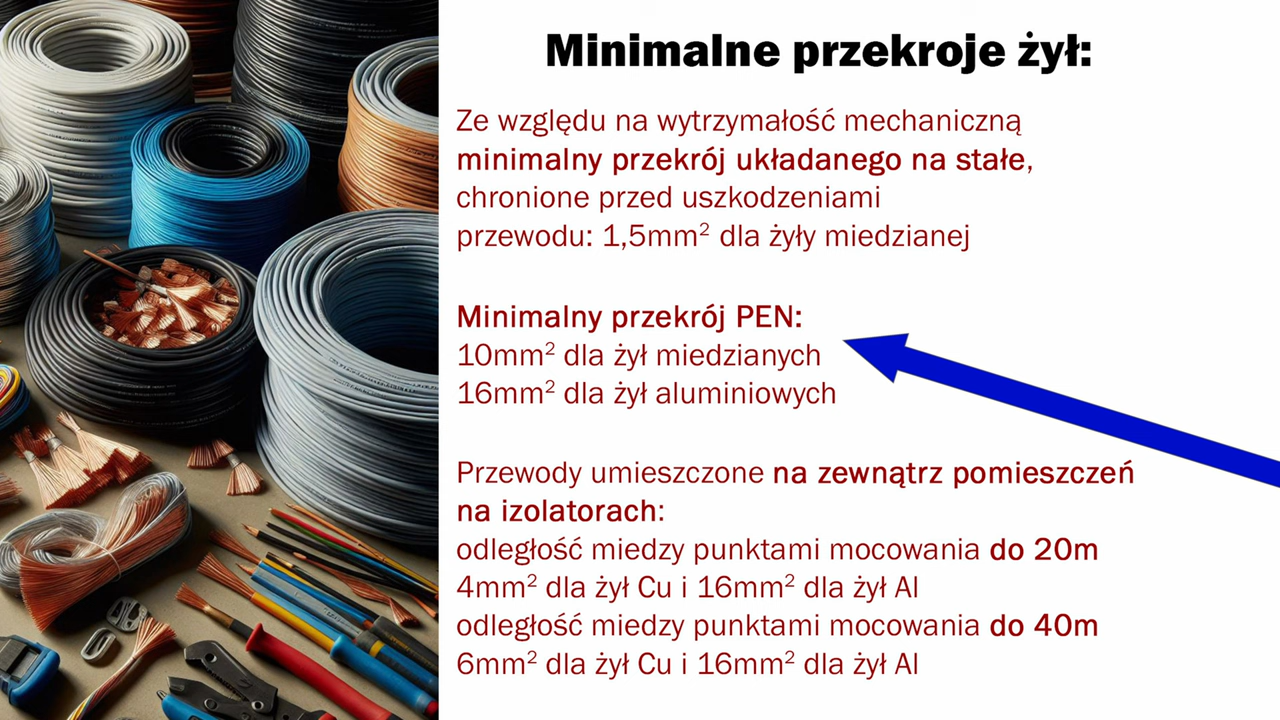 Minimalne przekroje żył:
Ze względu na wytrzymałość mechaniczną
minimalny przekrój układanego na stałe,
chronione przed uszkodzeniami
przewodu: 1,5mm² dla żyły miedzianej
Minimalny przekrój PEN:
10mm² dla żył miedzianych
16mm² dla żył aluminiowych
Przewody umieszczone na zewnątrz pomieszczeń
na izolatorach:
odległość miedzy punktami mocowania do 20m
4mm² dla żył Cu i 16mm² dla żył Al
odległość miedzy punktami mocowania do 40m
6mm² dla żył Cu i 16mm² dla żył Al